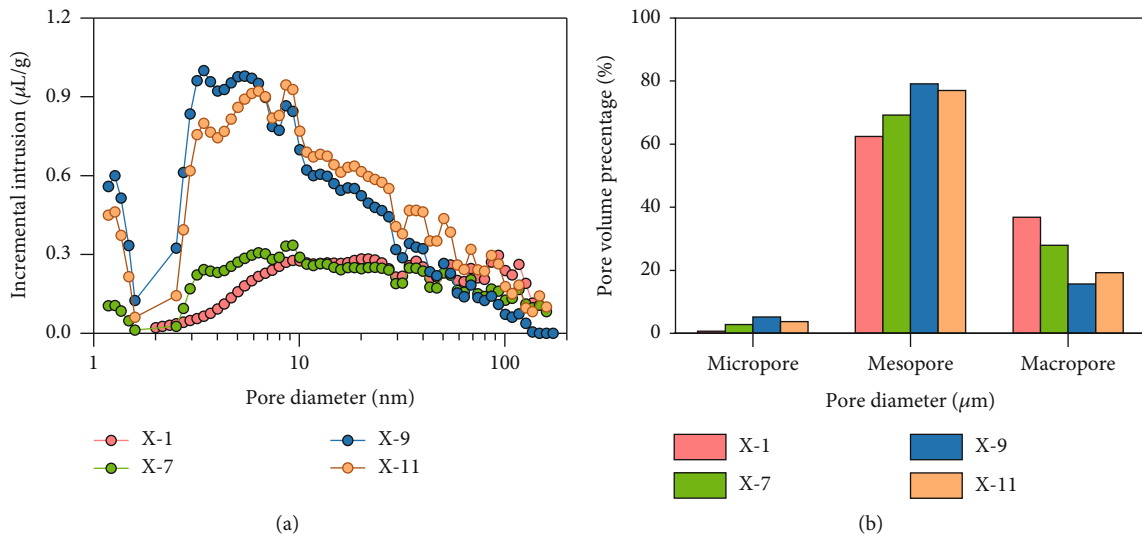 1.2
0.9
0.6
0.3
0.0
Incremental intrusion (μL/g)
1 10 100
Pore diameter (nm)
X-1 X-9
X-7 X-11
(a)
100
80
60
40
20
0
Pore volume precentage (%)
Micropore Mesopore Macropore
Pore diameter (μm)
X-1 X-9
X-7 X-11
(b)